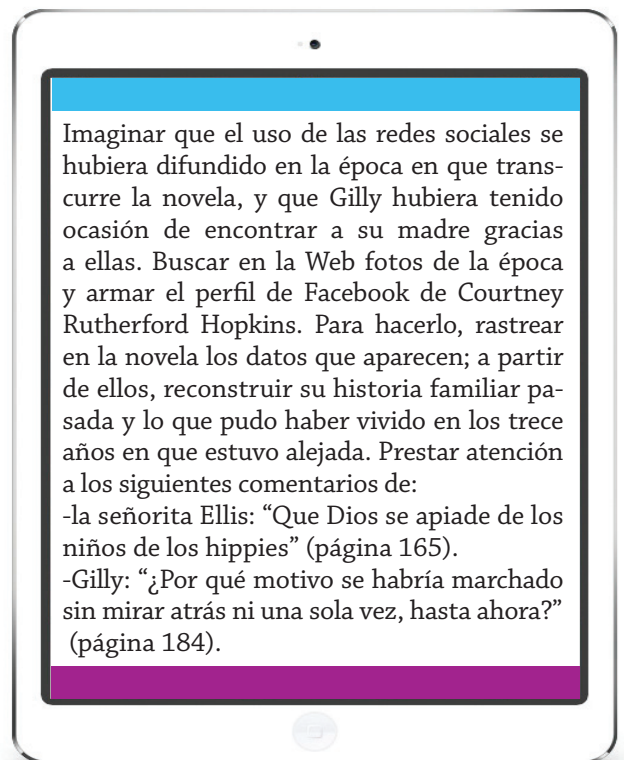 Imaginar que el uso de las redes sociales se
hubiera difundido en la época en que trans-
curre la novela, y que Gilly hubiera tenido
ocasión de encontrar a su madre gracias
a ellas. Buscar en la Web fotos de la época
y armar el perfil de Facebook de Courtney
Rutherford Hopkins. Para hacerlo, rastrear
en la novela los datos que aparecen; a partir
de ellos, reconstruir su historia familiar pa-
sada y lo que pudo haber vivido en los trece
años en que estuvo alejada. Prestar atención
a los siguientes comentarios de:
-la señorita Ellis: “Que Dios se apiade de los
niños de los hippies” (página 165).
-Gilly: “¿Por qué motivo se habría marchado
sin mirar atrás ni una sola vez, hasta ahora?”
(página 184).